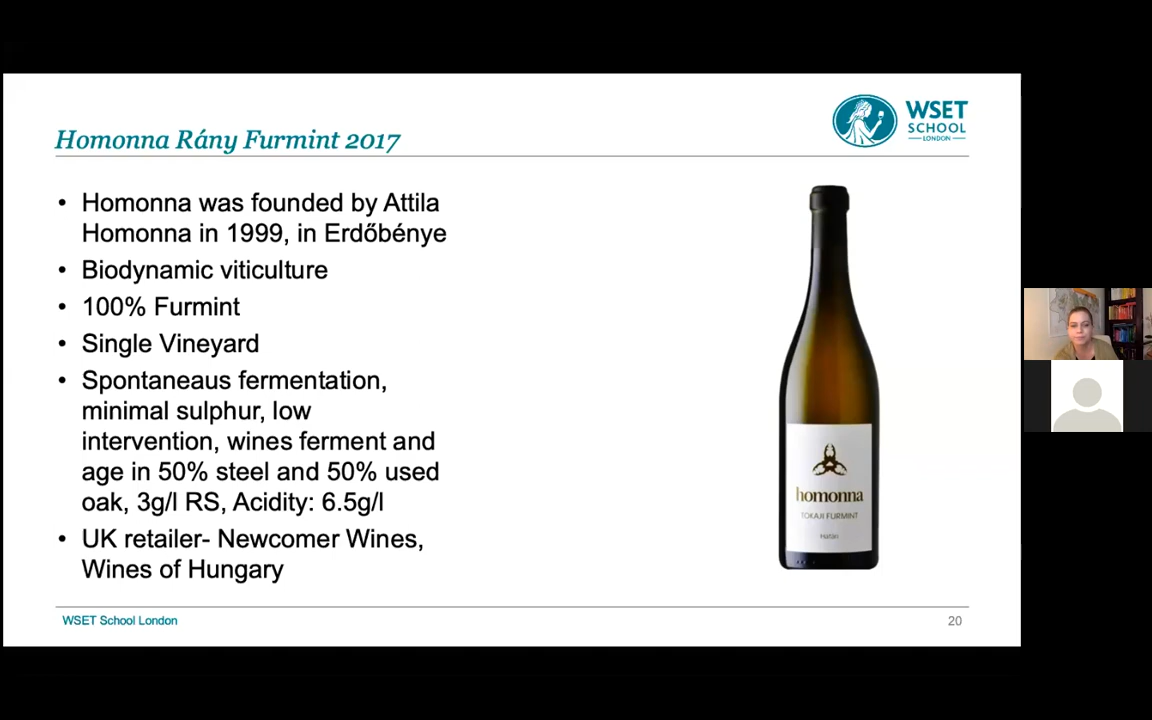 WSET
SCHOOL
LONDON
Homonna Rány Furmint 2017
• Homonna was founded by Attila
Homonna in 1999, in Erdőbénye
• Biodynamic viticulture
• 100% Furmint
• Single Vineyard
• Spontaneaus fermentation,
minimal sulphur, low
intervention, wines ferment and
age in 50% steel and 50% used
oak, 3g/l RS, Acidity: 6.5g/l
• UK retailer- Newcomer Wines,
Wines of Hungary
homonna
TOKAJI FURMINT
Határi
WSET School London
20